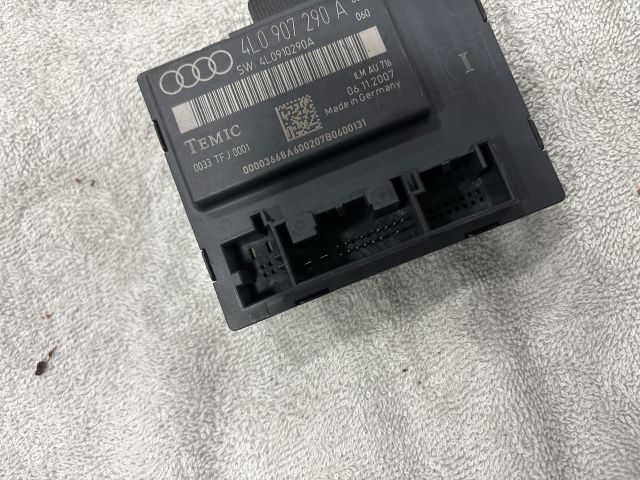 4L0 907 290 A
060
SW: 4L0910290A
ILM AU 716
06.11.2007
Made in Germany
TEMIC
0033 TFJ 0001
00003668A600207B0600131
I